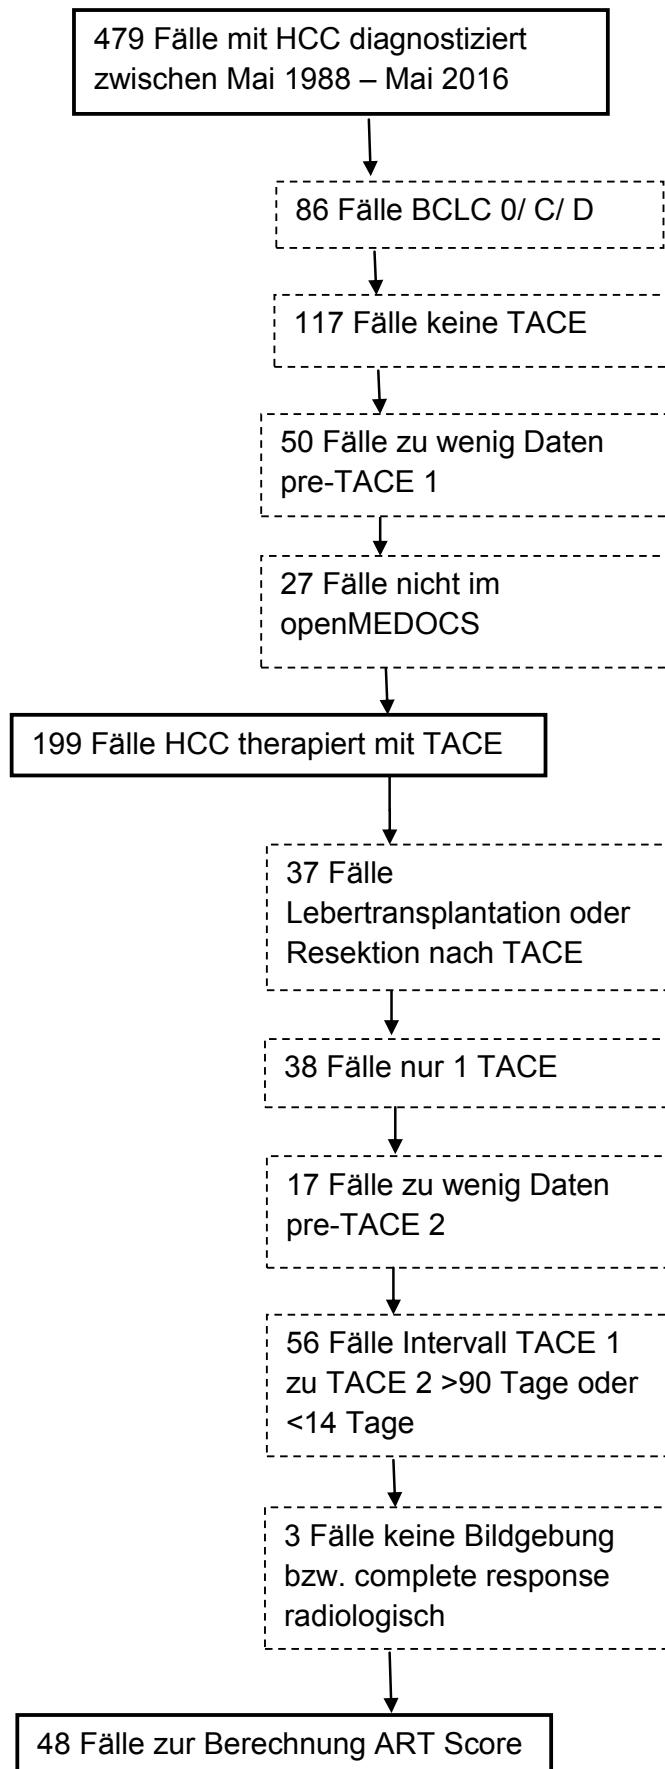 479 Fälle mit HCC diagnostiziert
zwischen Mai 1988 – Mai 2016
86 Fälle BCLC 0/ C/ D
117 Fälle keine TACE
50 Fälle zu wenig Daten
pre-TACE 1
27 Fälle nicht im
openMEDOCS
199 Fälle HCC therapiert mit TACE
37 Fälle
Lebertransplantation oder
Resektion nach TACE
38 Fälle nur 1 TACE
17 Fälle zu wenig Daten
pre-TACE 2
56 Fälle Intervall TACE 1
zu TACE 2 >90 Tage oder
<14 Tage
3 Fälle keine Bildgebung
bzw. complete response
radiologisch
48 Fälle zur Berechnung ART Score